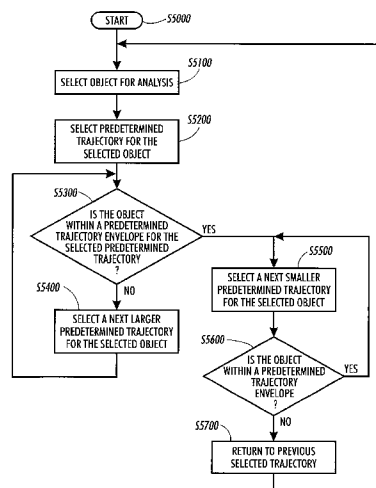 START
S5000
S5100
SELECT OBJECT FOR ANALYSIS
S5200
SELECT PREDETERMINED
TRAJECTORY FOR THE
SELECTED OBJECT
S5300
IS THE OBJECT
WITHIN A PREDETERMINED
TRAJECTORY ENVELOPE FOR THE
SELECTED PREDETERMINED
TRAJECTORY
?
YES
NO
S5400
SELECT A NEXT LARGER
PREDETERMINED TRAJECTORY
FOR THE SELECTED OBJECT
S5500
SELECT A NEXT SMALLER
PREDETERMINED TRAJECTORY
FOR THE SELECTED OBJECT
S5600
IS THE OBJECT
WITHIN A PREDETERMINED
TRAJECTORY
ENVELOPE
?
YES
NO
S5700
RETURN TO PREVIOUS
SELECTED TRAJECTORY